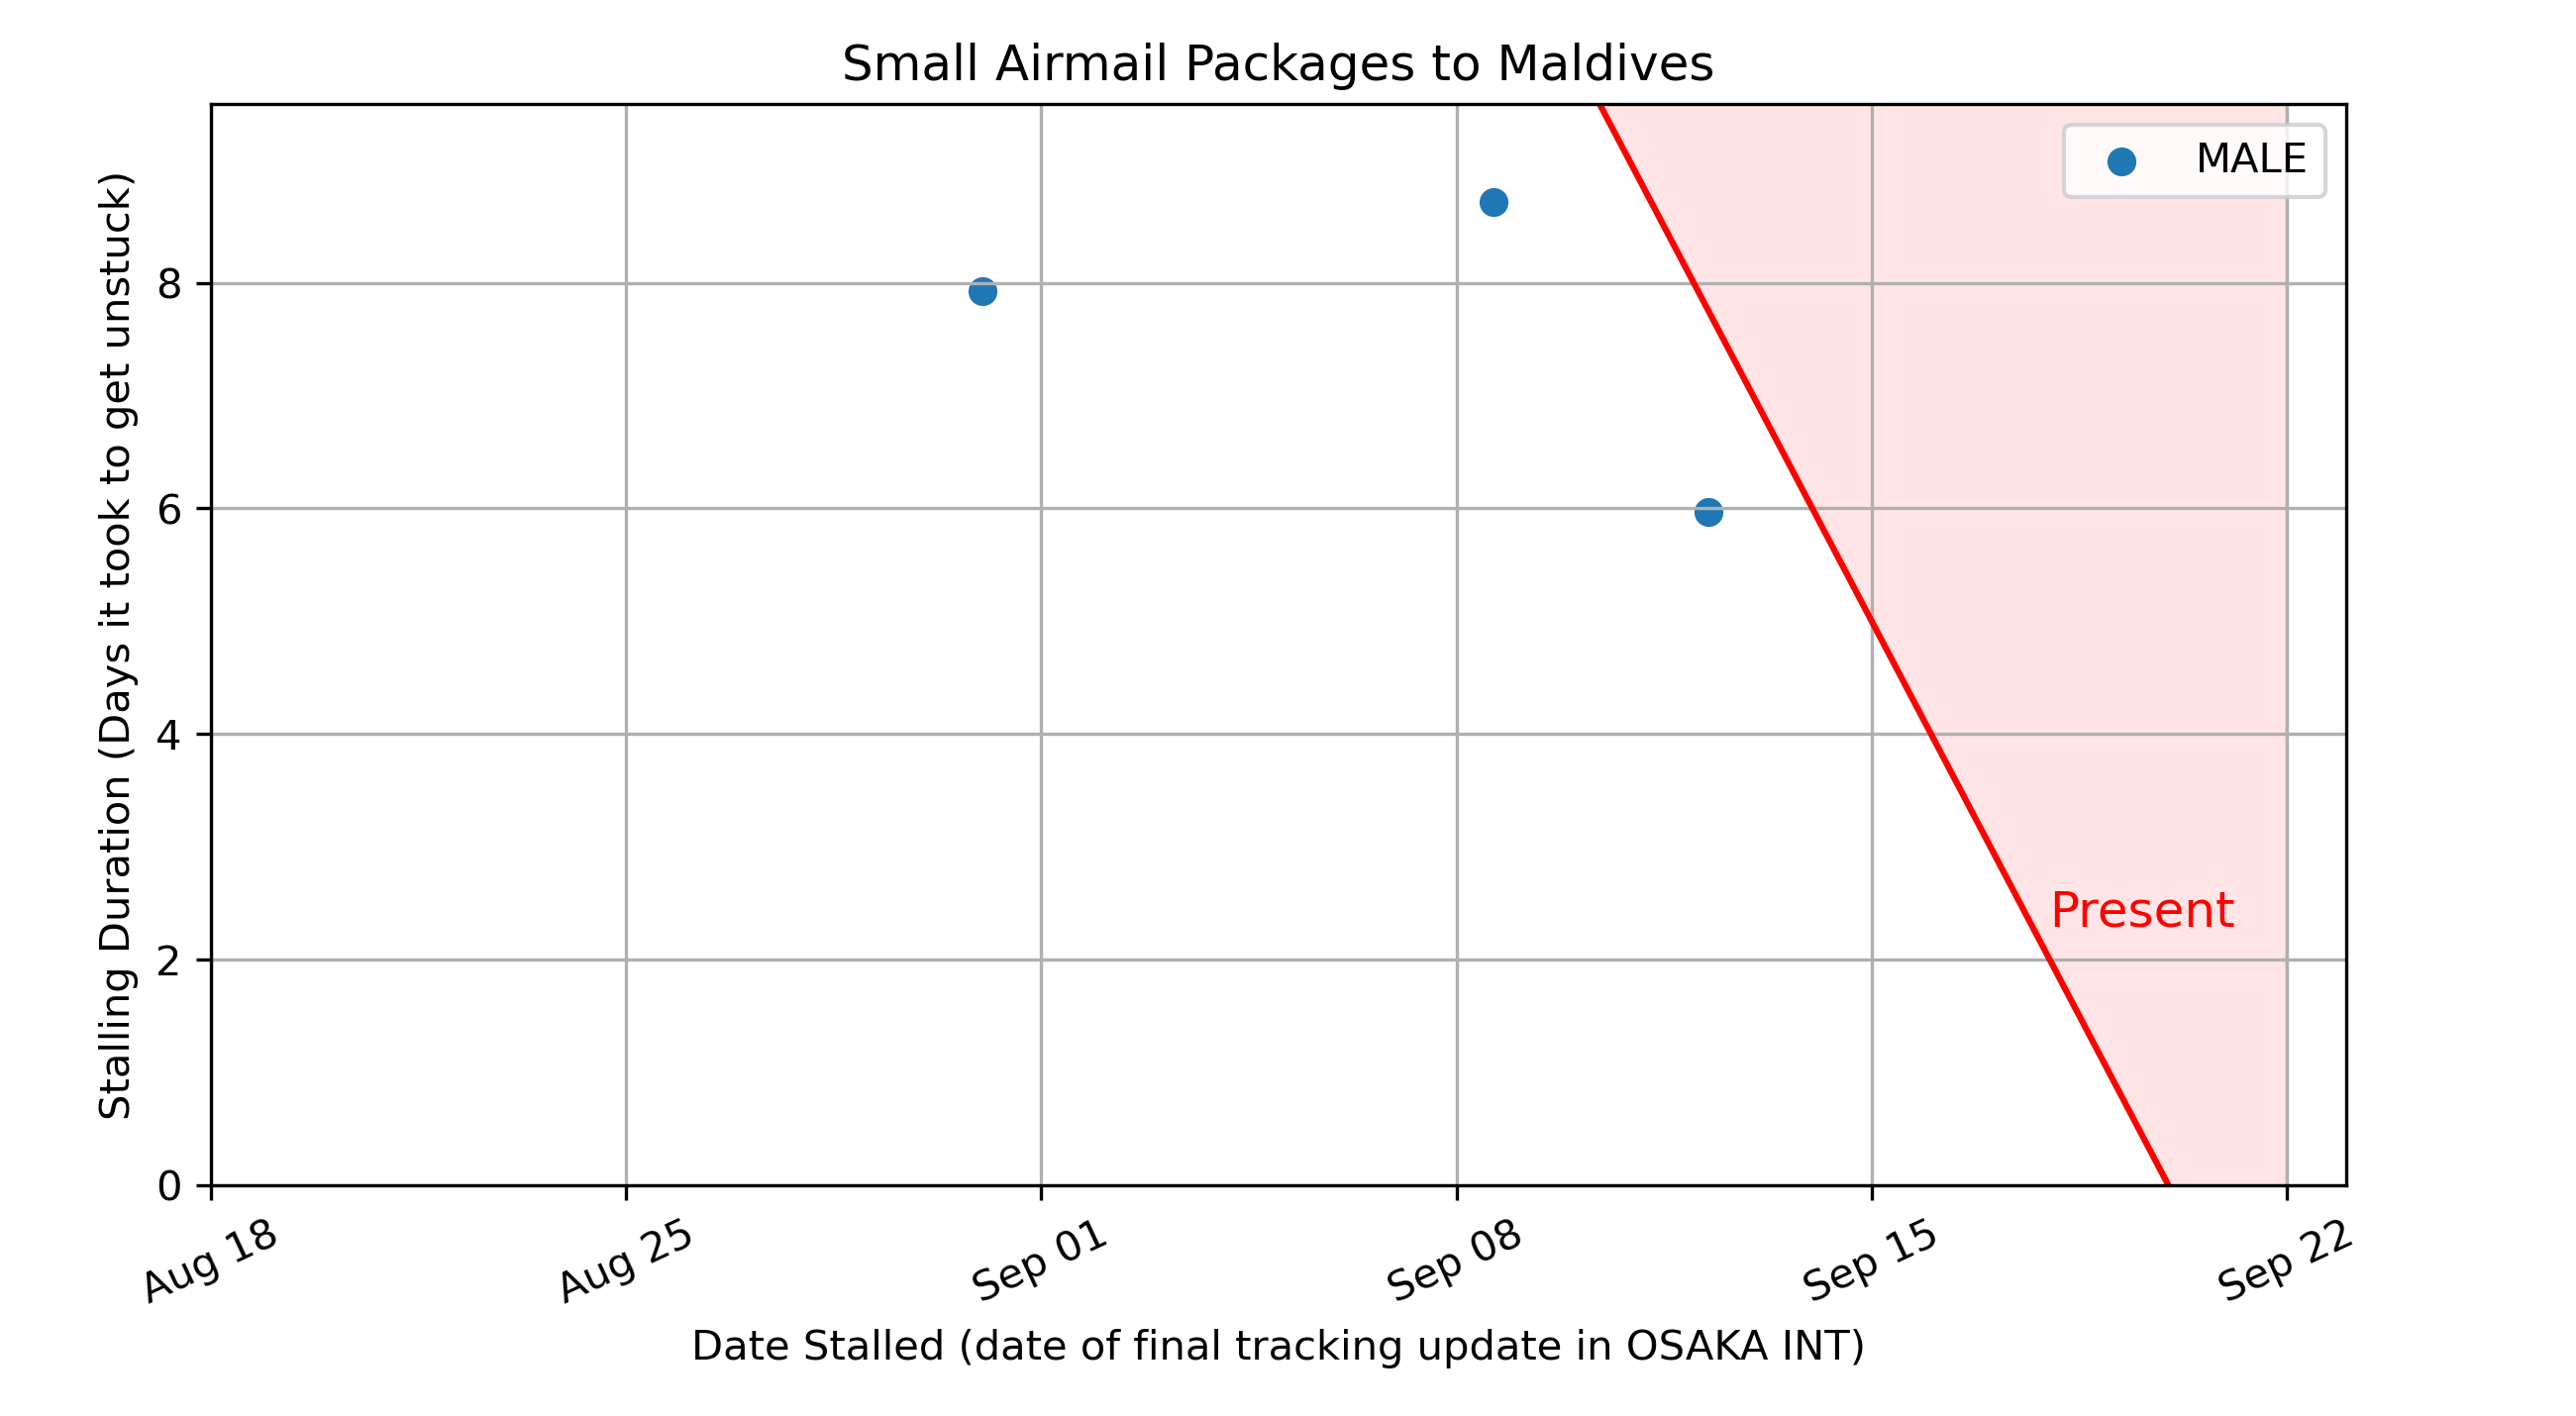 Small Airmail Packages to Maldives
MALE
Stalling Duration (Days it took to get unstuck)
8
6
4
2
0
Present
Aug 18
Aug 25
Sep 01
Sep 08
Sep 15
Sep 22
Date Stalled (date of final tracking update in OSAKA INT)